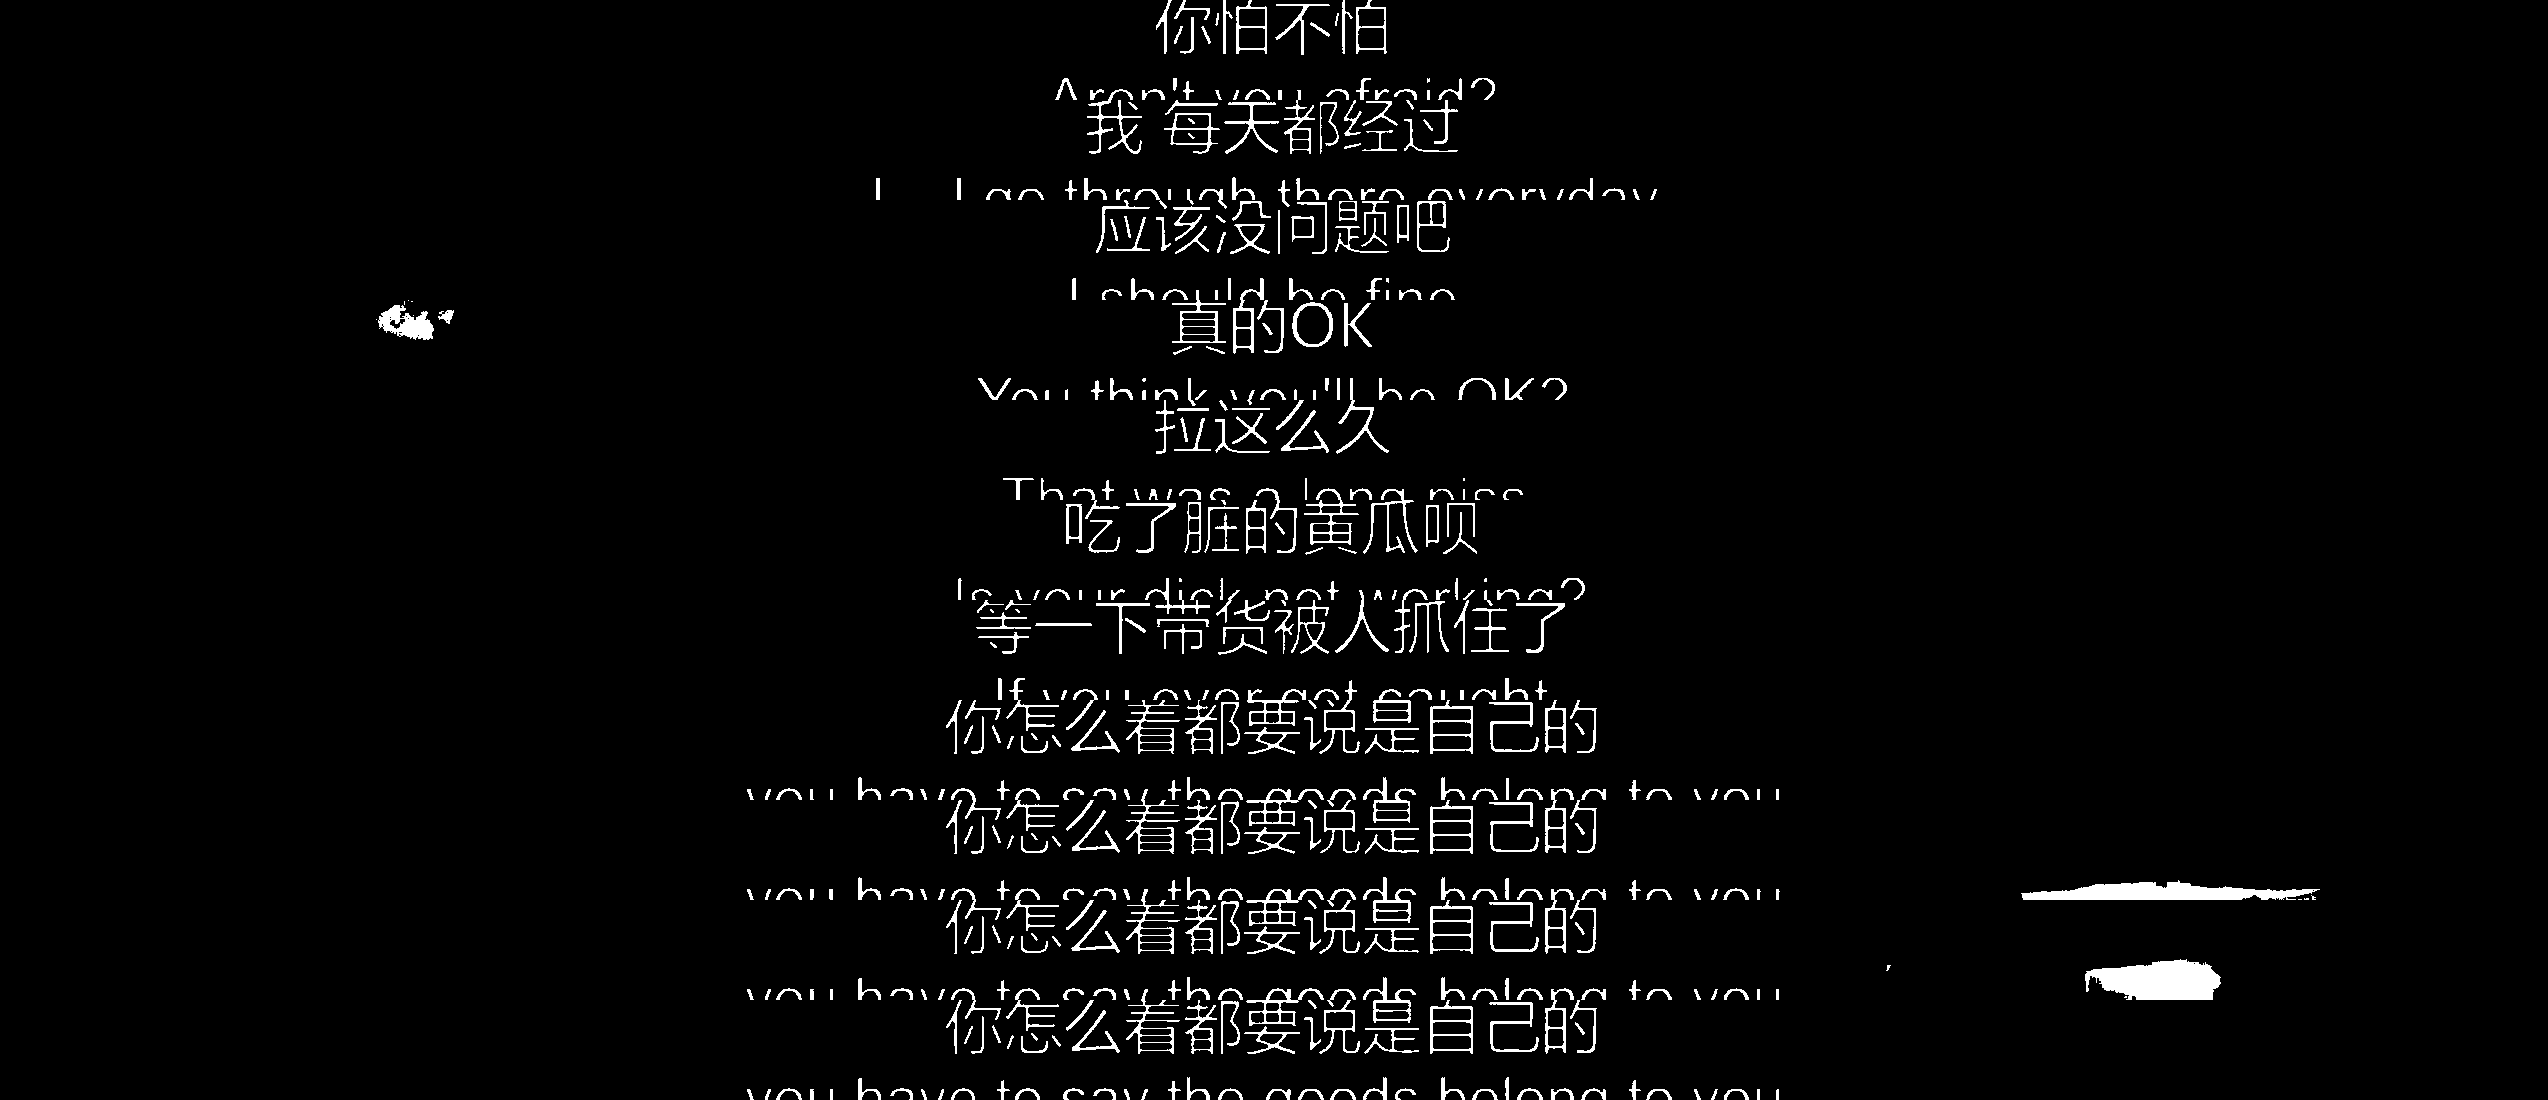 你怕不怕
Aren't you afraid?
我 每天都经过
I... I go through there everyday
应该没问题吧
I should be fine
真的OK
You think you'll be OK?
拉这么久
That was a long piss
吃了脏的黄瓜呗
Is your dick not working?
等一下带货被人抓住了
If you ever get caught
你怎么着都要说是自己的
you have to say the goods belong to you
你怎么着都要说是自己的
you have to say the goods belong to you
你怎么着都要说是自己的
you have to say the goods belong to you
你怎么着都要说是自己的
you have to say the goods belong to you